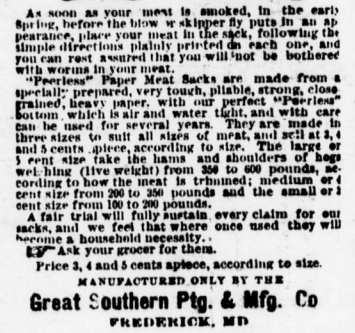 As soon as your meat is smoked, in the early
Spring, before the blow or skipper fly puts in an ap
pearance, place your meat in the sack, following the
simple directions plainly printed on each one, and
you can rest assured that you will not be bothered
with worms in your meat.
"Peerless" Paper Meat Sacks are made from a
specially prepared, very tough, pliable, strong, close-
grained, heavy paper. with our perfect "Peerless"
bottom, which is air and water tight, and with care
can be used for several years. They are made in
three sizes to suit all sizes of meat, and sell at 3, 4
and 5 cents apiece, according to size. The large or
5 cent size take the hams and shoulders of hogs
weighing (live weight) from 350 to 600 pounds, ac-
cording to how the meat is trimmed; medium or 4
cent size from 200 to 350 pounds and the small or 3
cent size from 100 to 200 pounds.
A fair trial will fully sustain every claim for our
sacks, and we feel that where once used they will
become a household necessity.
☞ Ask your grocer for them.
Price 3, 4 and 5 cents apiece, according to size.
MANUFACTURED ONLY BY THE
Great Southern Ptg. & Mfg. Co
FREDERICK, MD